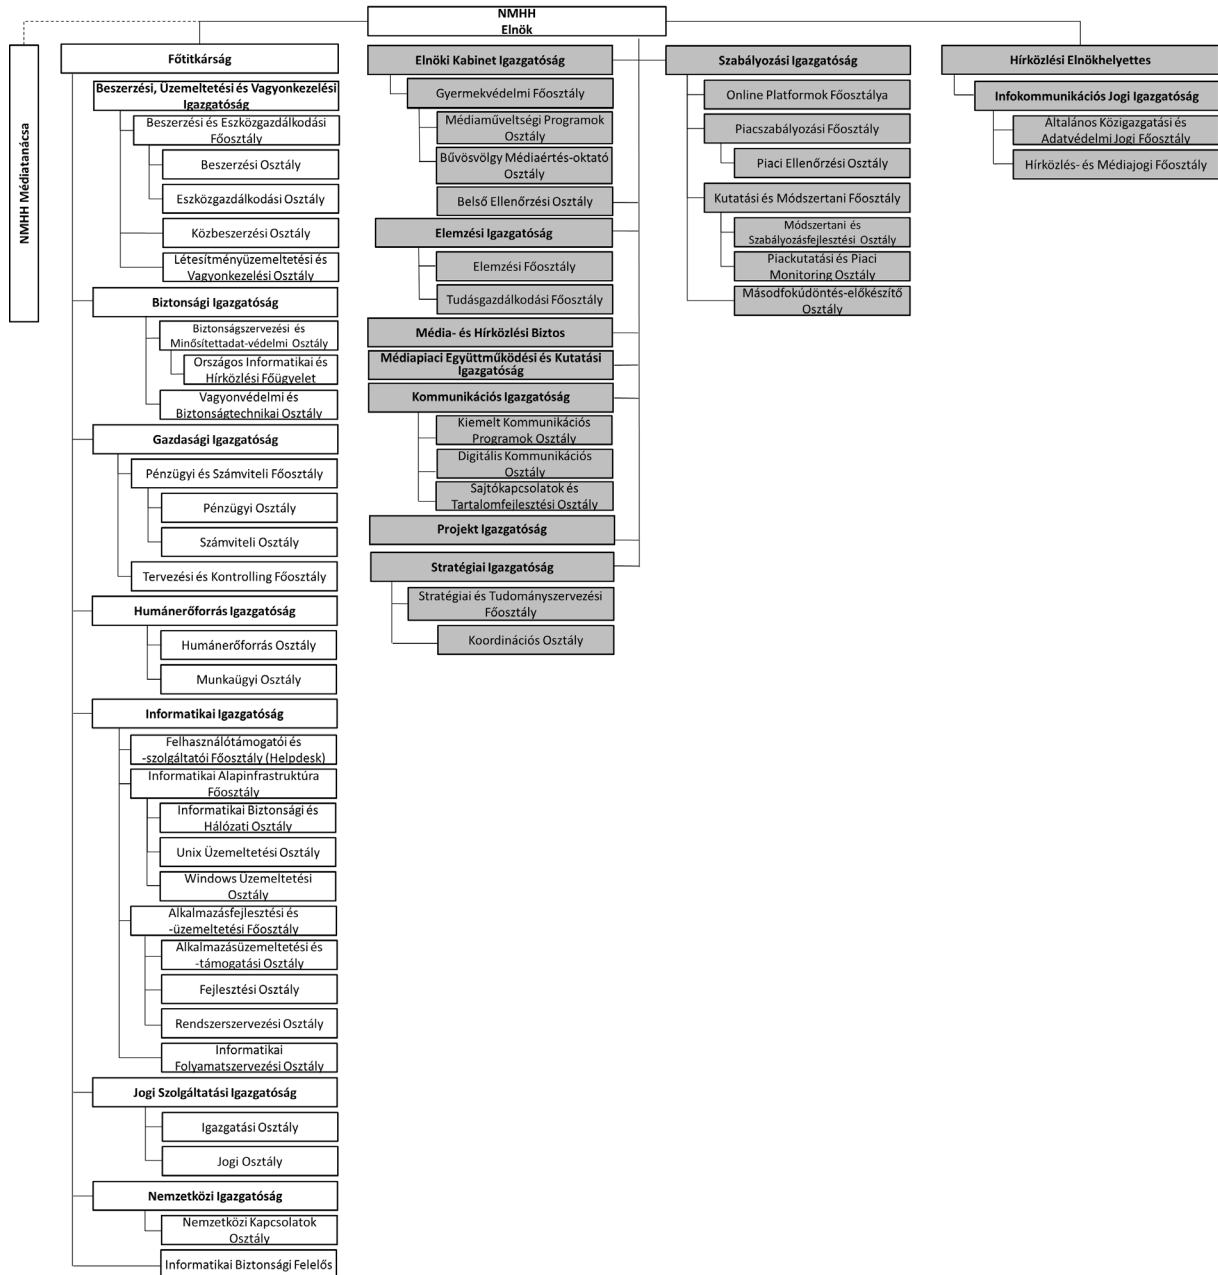 NMHH
Elnök
NMHH Médiatanácsa
Főtitkárság
Beszerzési, Üzemeltetési és Vagyonkezelési
Igazgatóság
Beszerzési és Eszközgazdálkodási
Főosztály
Beszerzési Osztály
Eszközgazdálkodási Osztály
Közbeszerzési Osztály
Létesítményüzemeltetési és
Vagyonkezelési Osztály
Biztonsági Igazgatóság
Biztonságszervezési és
Minősítettadat-védelmi Osztály
Országos Informatikai és
Hírközlési Főügyelet
Vagyonvédelmi és
Biztonságtechnikai Osztály
Gazdasági Igazgatóság
Pénzügyi és Számviteli Főosztály
Pénzügyi Osztály
Számviteli Osztály
Tervezési és Kontrolling Főosztály
Humánerőforrás Igazgatóság
Humánerőforrás Osztály
Munkaügyi Osztály
Informatikai Igazgatóság
Felhasználótámogatói és
-szolgáltatói Főosztály (Helpdesk)
Informatikai Alapinfrastruktúra
Főosztály
Informatikai Biztonsági és
Hálózati Osztály
Unix Üzemeltetési Osztály
Windows Üzemeltetési
Osztály
Alkalmazásfejlesztési és
-üzemeltetési Főosztály
Alkalmazásüzemeltetési és
-támogatási Osztály
Fejlesztési Osztály
Rendszerszervezési Osztály
Informatikai
Folyamatszervezési Osztály
Jogi Szolgáltatási Igazgatóság
Igazgatási Osztály
Jogi Osztály
Nemzetközi Igazgatóság
Nemzetközi Kapcsolatok
Osztály
Informatikai Biztonsági Felelős
Elnöki Kabinet Igazgatóság
Gyermekvédelmi Főosztály
Médiaműveltségi Programok
Osztály
Bűvösvölgy Médiaértés-oktató
Osztály
Belső Ellenőrzési Osztály
Elemzési Igazgatóság
Elemzési Főosztály
Tudásgazdálkodási Főosztály
Média- és Hírközlési Biztos
Médiapiaci Együttműködési és Kutatási
Igazgatóság
Kommunikációs Igazgatóság
Kiemelt Kommunikációs
Programok Osztály
Digitális Kommunikációs
Osztály
Sajtókapcsolatok és
Tartalomfejlesztési Osztály
Projekt Igazgatóság
Stratégiai Igazgatóság
Stratégiai és Tudományszervezési
Főosztály
Koordinációs Osztály
Szabályozási Igazgatóság
Online Platformok Főosztálya
Piacszabályozási Főosztály
Piaci Ellenőrzési Osztály
Kutatási és Módszertani Főosztály
Módszertani és
Szabályozásfejlesztési Osztály
Piackutatási és Piaci
Monitoring Osztály
Másodfokúdöntés-előkészítő
Osztály
Hírközlési Elnökhelyettes
Infokommunikációs Jogi Igazgatóság
Általános Közigazgatási és
Adatvédelmi Jogi Főosztály
Hírközlés- és Médiajogi Főosztály